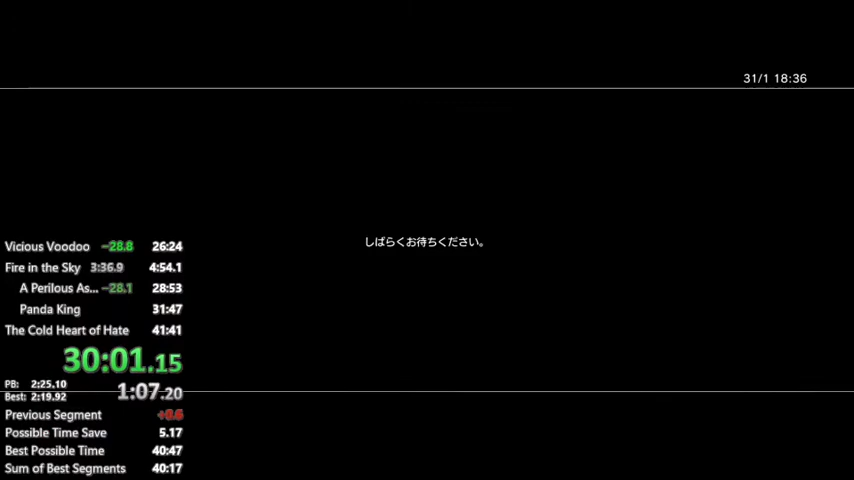 31/1 18:36
しばらくお待ちください。
Vicious Voodoo -28.8 26:24
Fire in the Sky 3:36.9 4:54.1
A Perilous As... -28.1 28:53
Panda King 31:47
The Cold Heart of Hate 41:41
30:01.15
PB: 2:25.10
Best: 2:19.92
1:07.20
Previous Segment
Possible Time Save 5.17
Best Possible Time 40:47
Sum of Best Segments 40:17